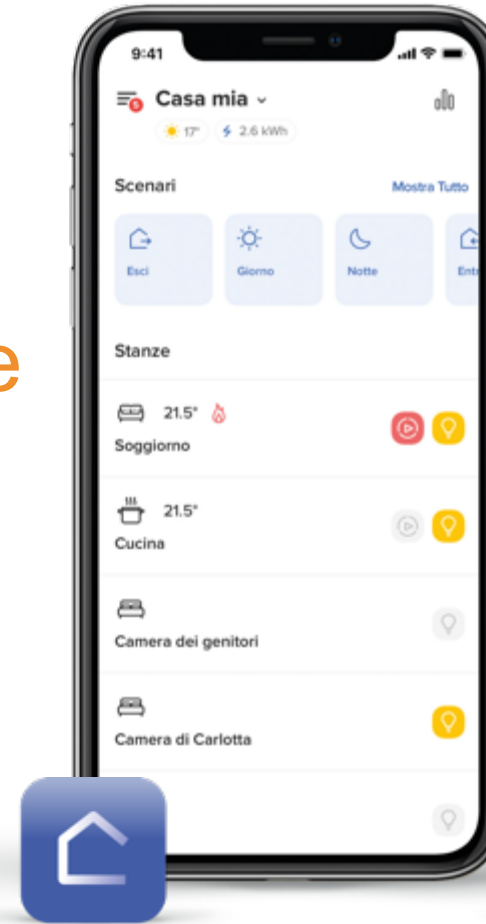 9:41
5
Casa mia
17° 2.6 kWh
Scenari Mostra Tutto
Esci Giorno Notte
Stanze
21.5°
Soggiorno
21.5°
Cucina
Camera dei genitori
Camera di Carlotta
e